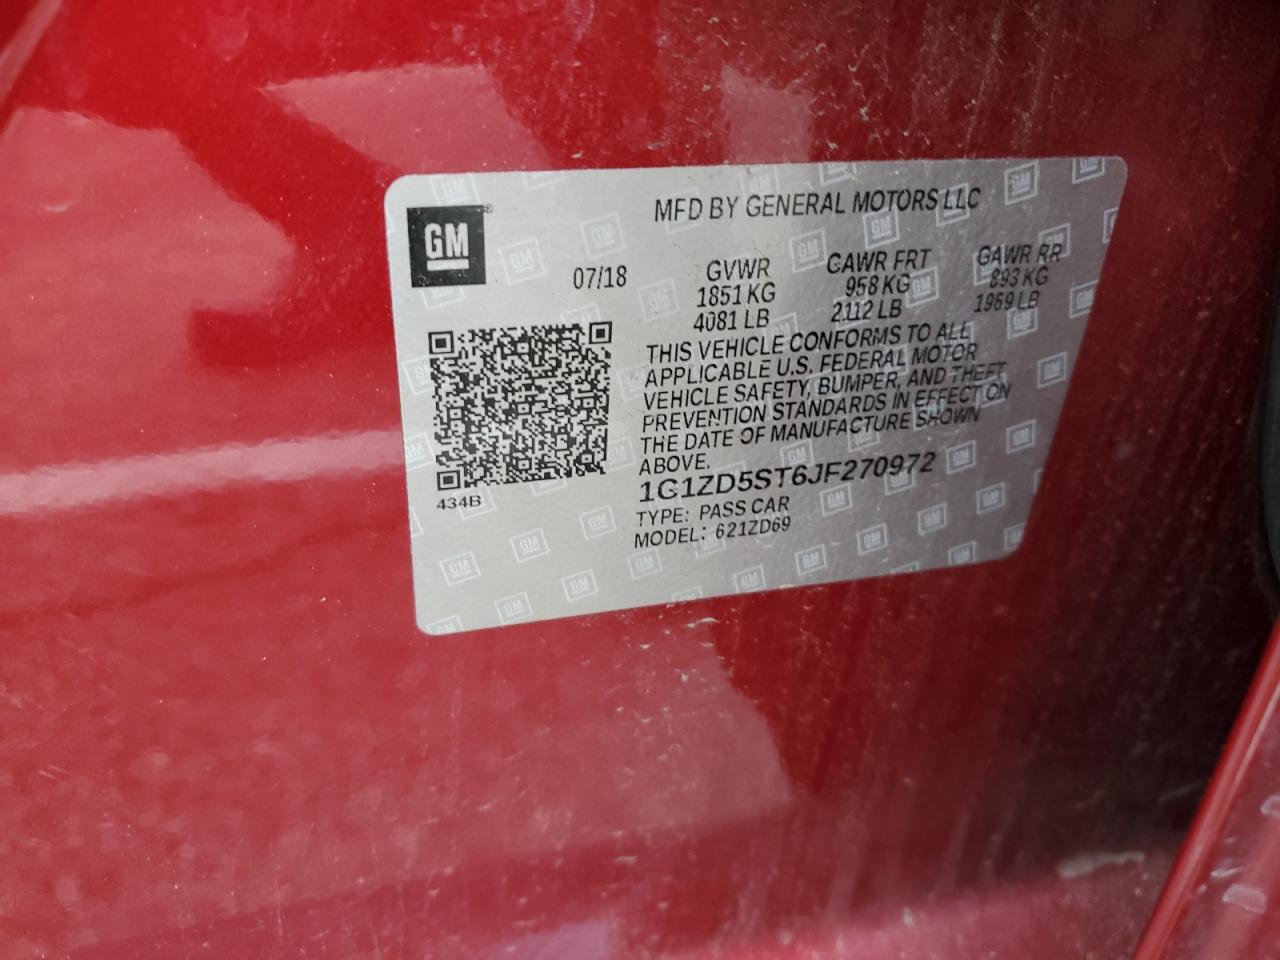 MFD BY GENERAL MOTORS LLC
GM
07/18
GVWR
1851 KG
4081 LB
GAWR FRT
958 KG
2112 LB
GAWR RR
893 KG
1969 LB
THIS VEHICLE CONFORMS TO ALL
APPLICABLE U.S. FEDERAL MOTOR
VEHICLE SAFETY, BUMPER, AND THEFT
PREVENTION STANDARDS IN EFFECT ON
THE DATE OF MANUFACTURE SHOWN
ABOVE.
1G1ZD5ST6JF270972
TYPE: PASS CAR
MODEL: 621ZD69
434B